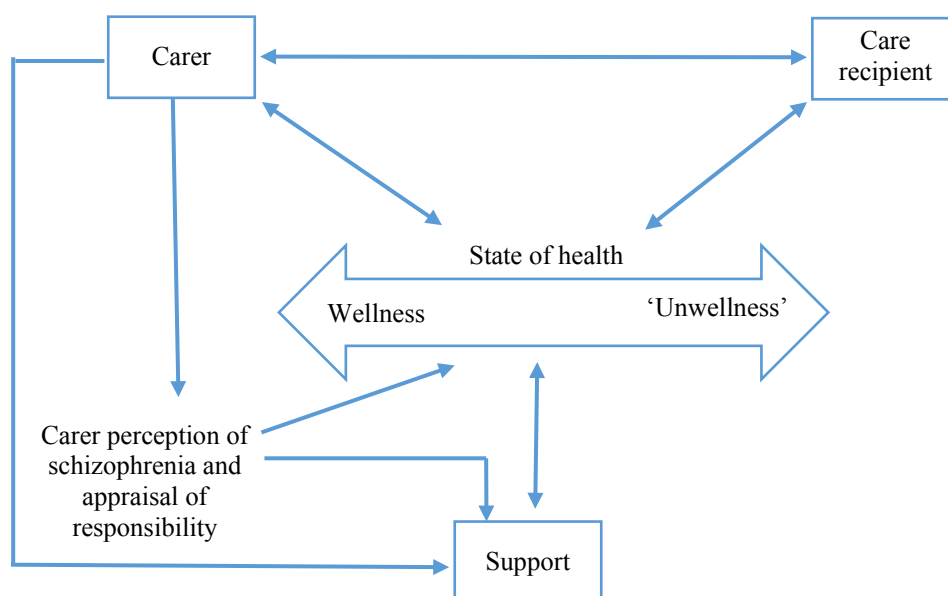 Carer
Care
recipient
State of health
Wellness
‘Unwellness’
Carer perception of
schizophrenia and
appraisal of
responsibility
Support